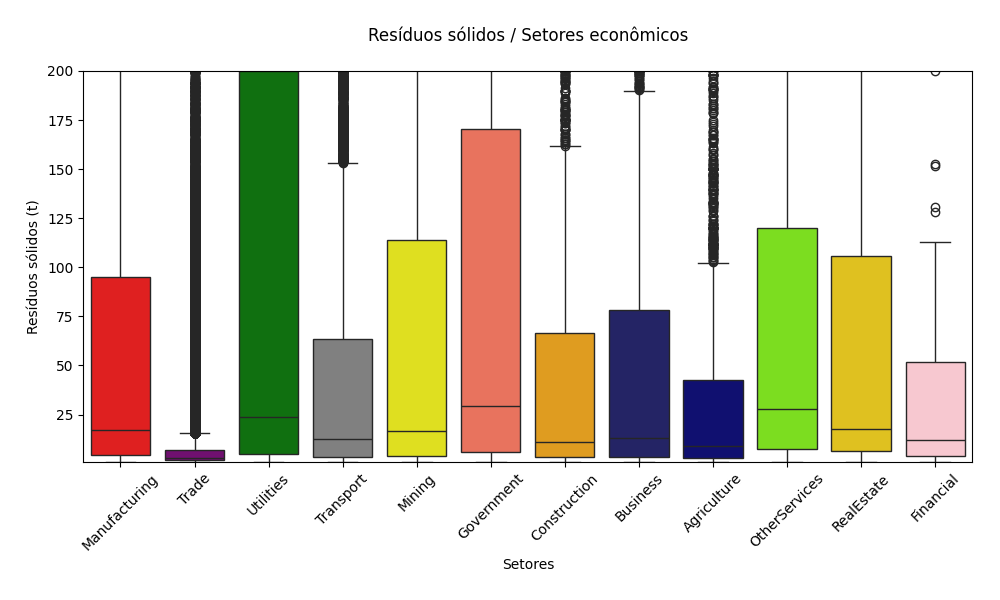 Resíduos sólidos / Setores econômicos
200
175
150
125
100
75
50
25
Resíduos sólidos (t)
Manufacturing
Trade
Utilities
Transport
Mining
Government
Construction
Business
Agriculture
OtherServices
RealEstate
Financial
Setores